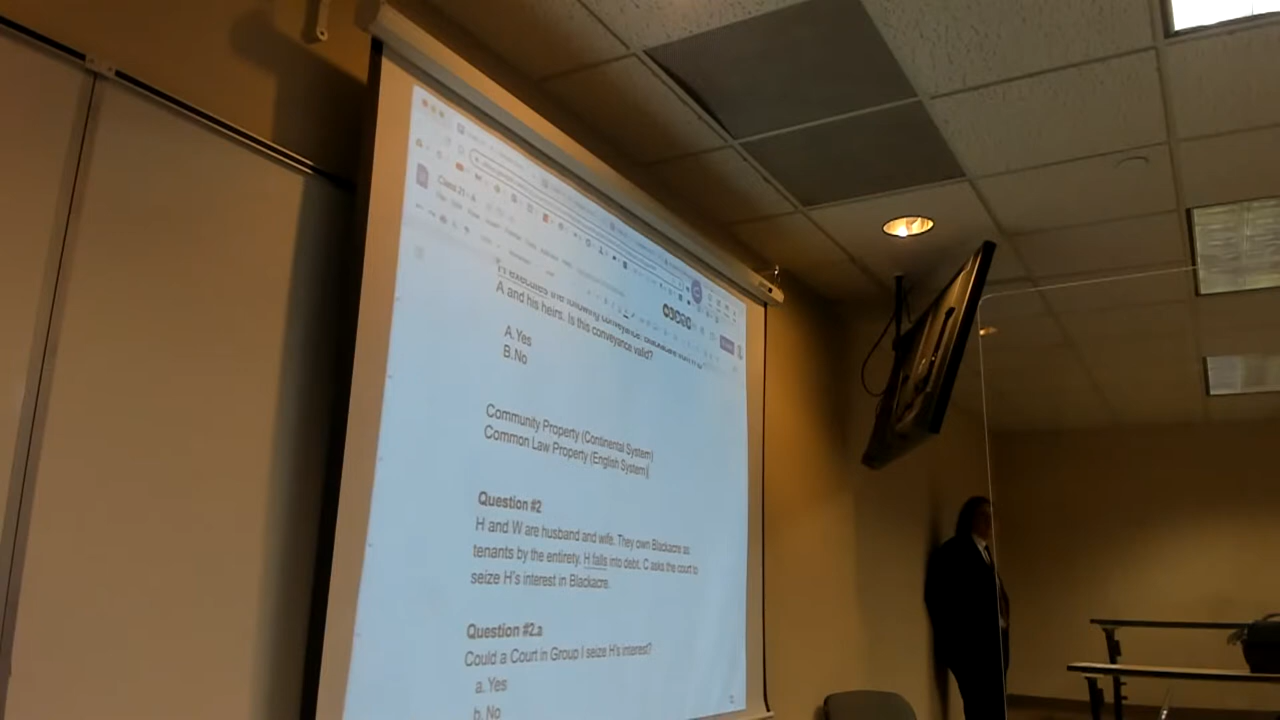 Class 21
A and his heirs. Is this conveyance valid?
A. Yes
B. No
Community Property (Continental System)
Common Law Property (English System)
Question #2
H and W are husband and wife. They own Blackacre as
tenants by the entirety. H falls into debt. C asks the court to
seize H's interest in Blackacre.
Question #2.a
Could a Court in Group I seize H's interest?
a. Yes
b. No